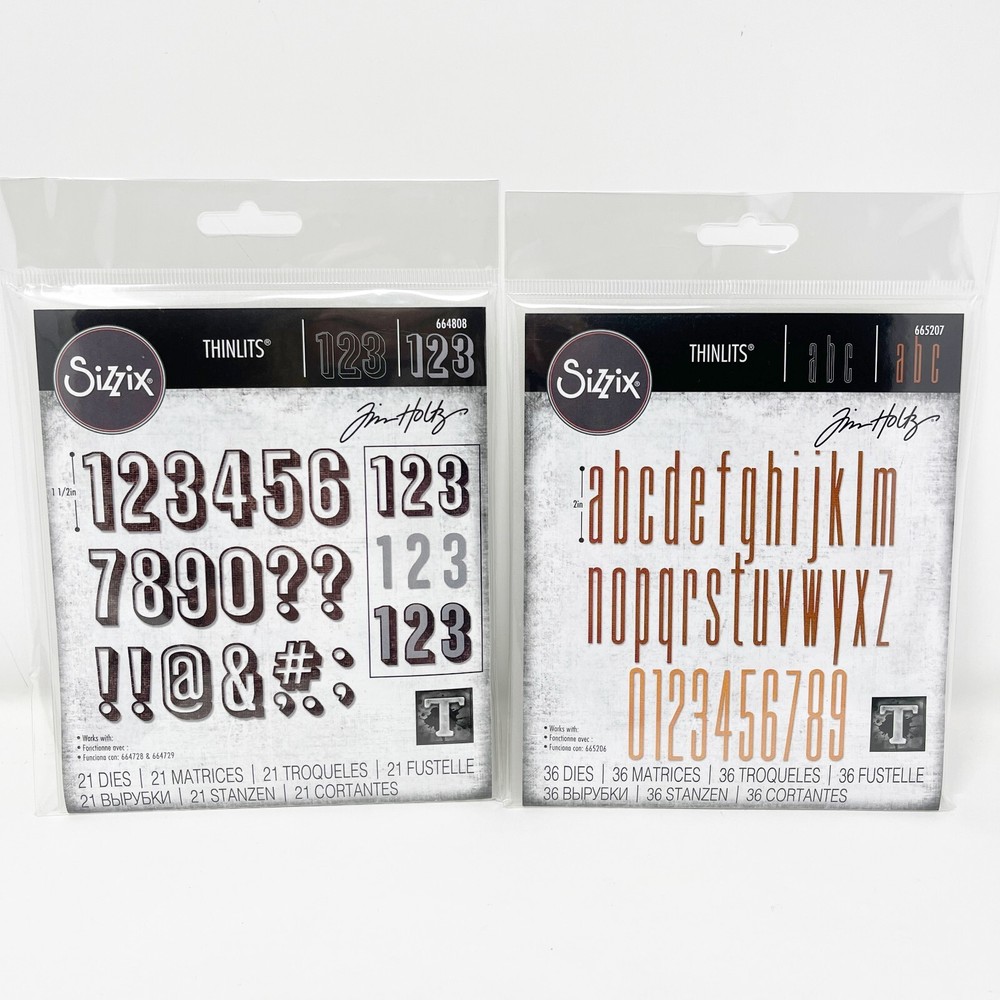 664808
Sizzix®
THINLITS®
123
123
Tim Holtz
1 1/2in
123456
7890??
!!@&#:;
123
123
123
T
• Works with:
• Fonctionne avec :
• Funciona con: 664728 & 664729
21 DIES | 21 MATRICES | 21 TROQUELES | 21 FUSTELLE
21 ВЫРУБКИ | 21 STANZEN | 21 CORTANTES
665207
Sizzix®
THINLITS®
abc
abc
Tim Holtz
2in
abcdefghijklm
nopqrstuvwyxz
0123456789
T
• Works with:
• Fonctionne avec :
• Funciona con: 665206
36 DIES | 36 MATRICES | 36 TROQUELES | 36 FUSTELLE
36 ВЫРУБКИ | 36 STANZEN | 36 CORTANTES